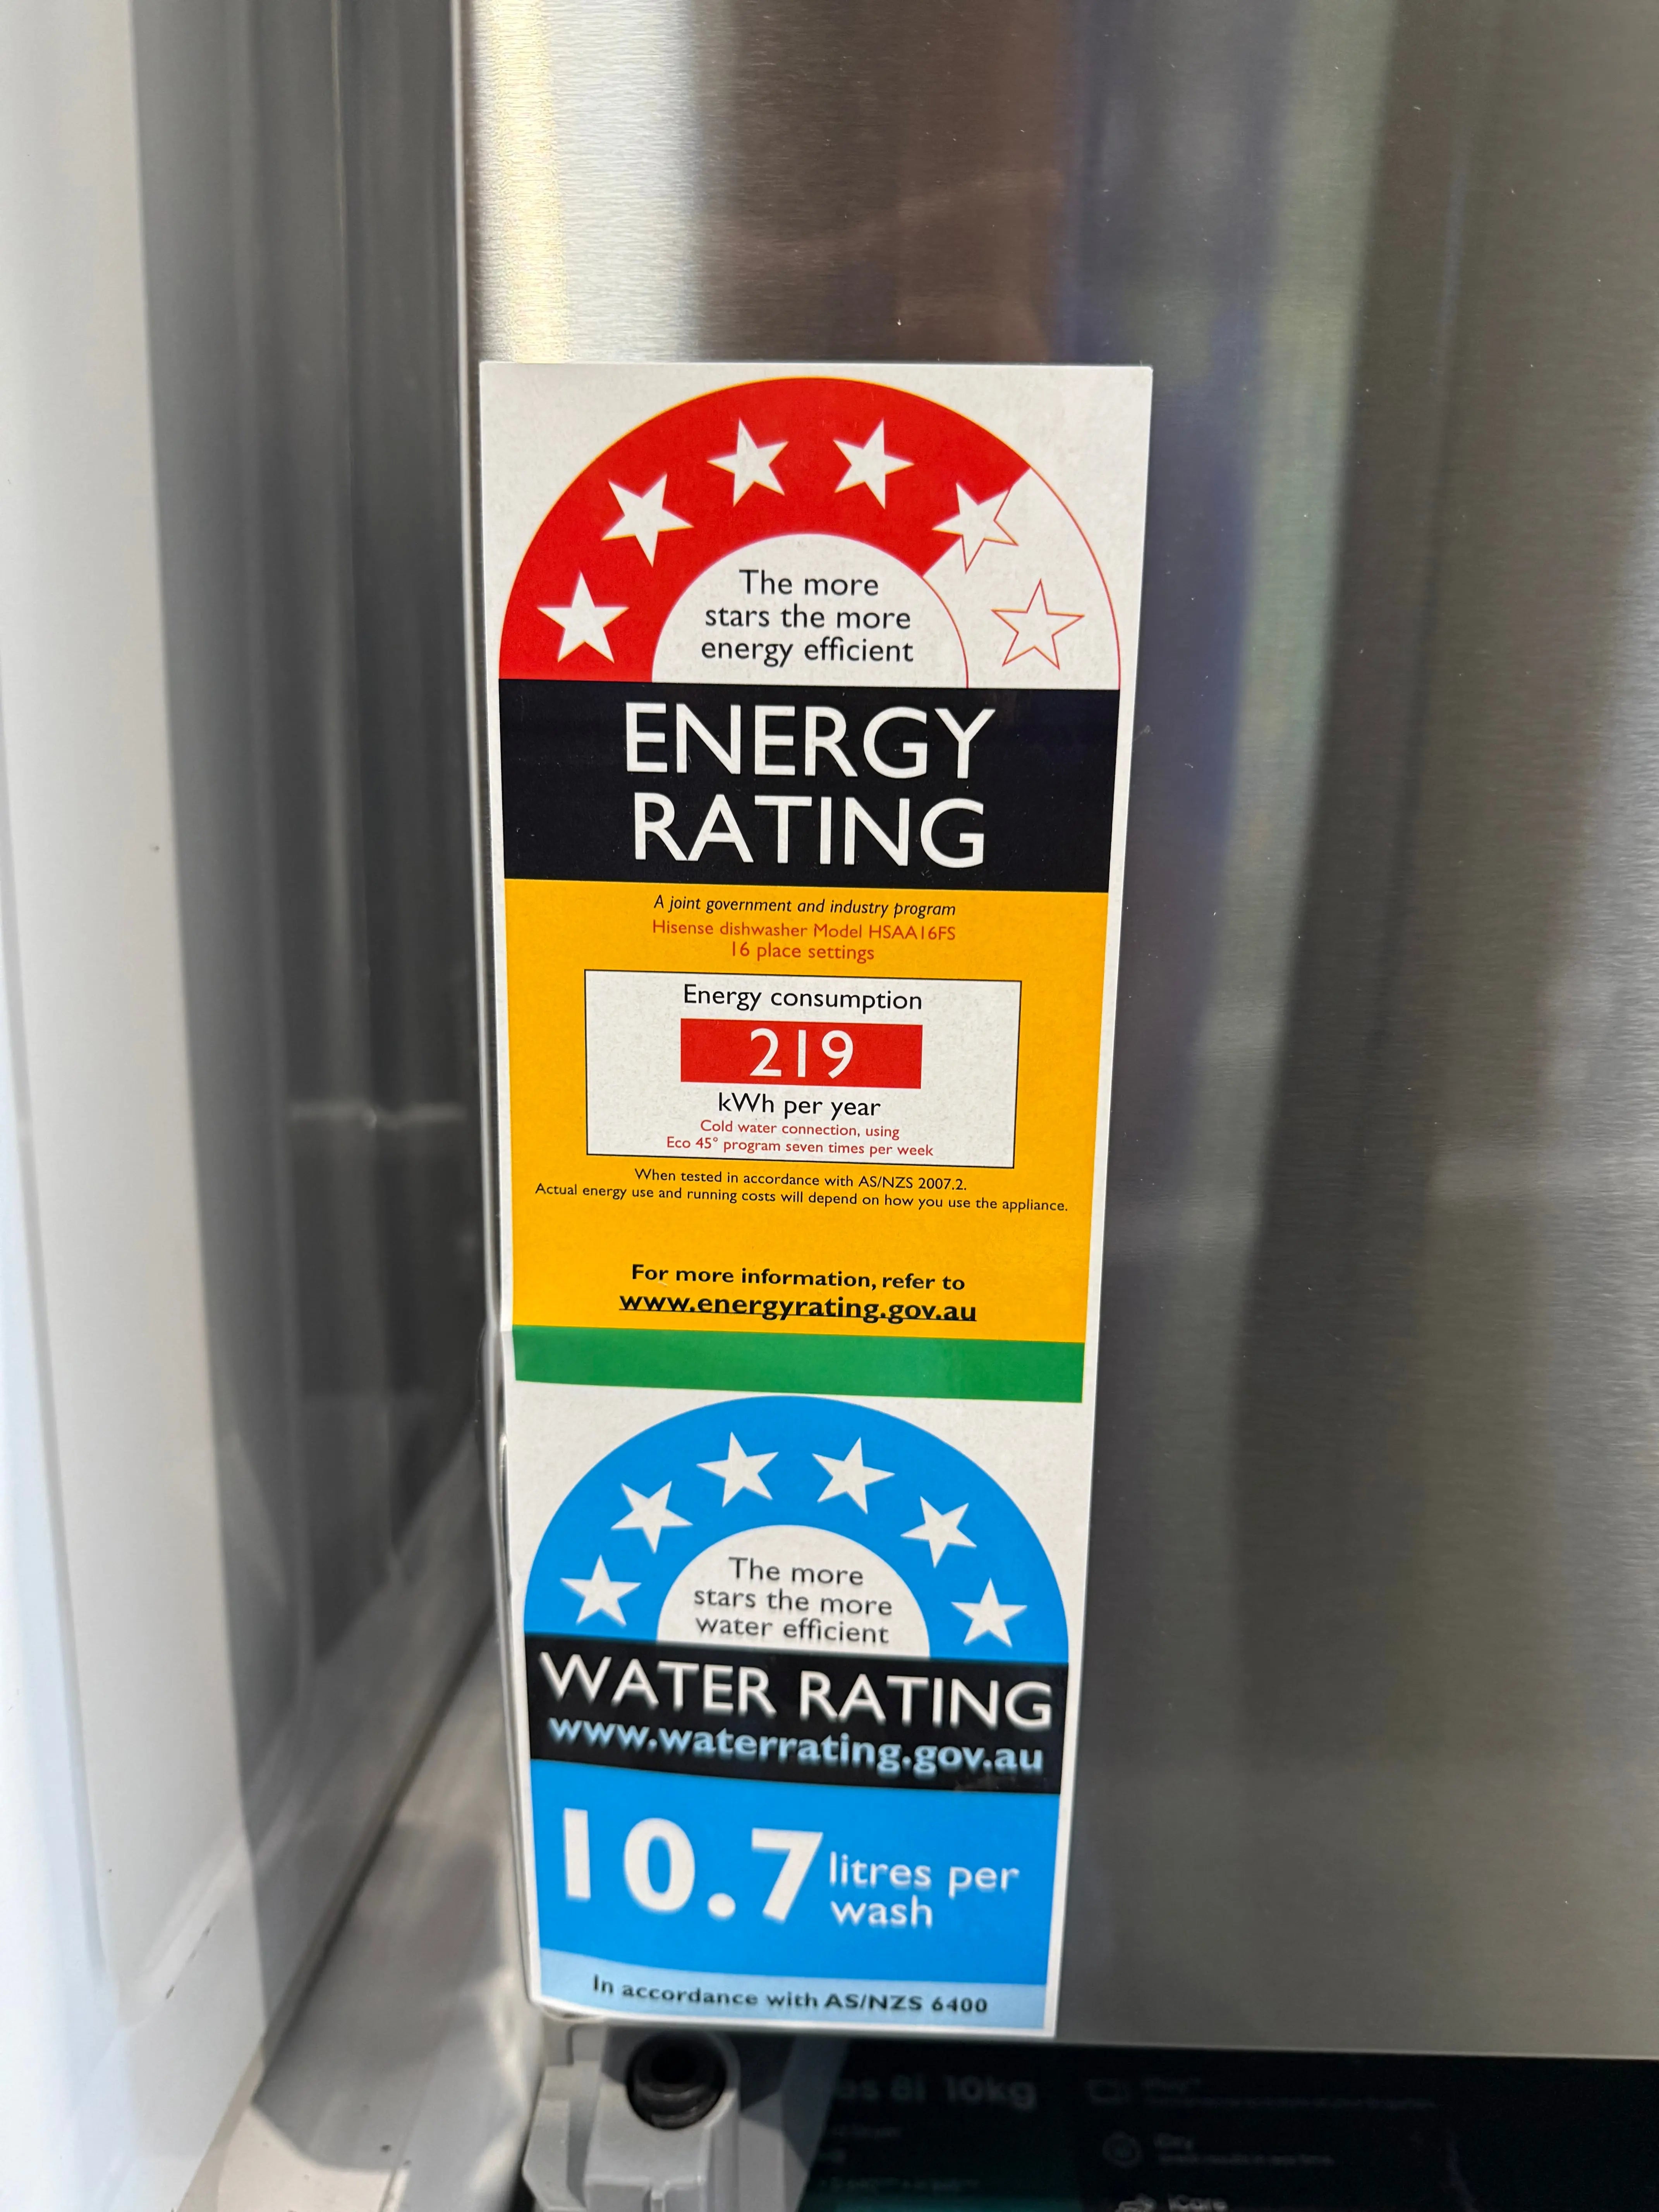 The more
stars the more
energy efficient
ENERGY
RATING
A joint government and industry program
Hisense dishwasher Model HSAA16FS
16 place settings
Energy consumption
219
kWh per year
Cold water connection, using
Eco 45° program seven times per week
When tested in accordance with AS/NZS 2007.2.
Actual energy use and running costs will depend on how you use the appliance.
For more information, refer to
www.energyrating.gov.au
The more
stars the more
water efficient
WATER RATING
www.waterrating.gov.au
10.7 litres per
wash
In accordance with AS/NZS 6400
8i 10kg
iDry
iCare